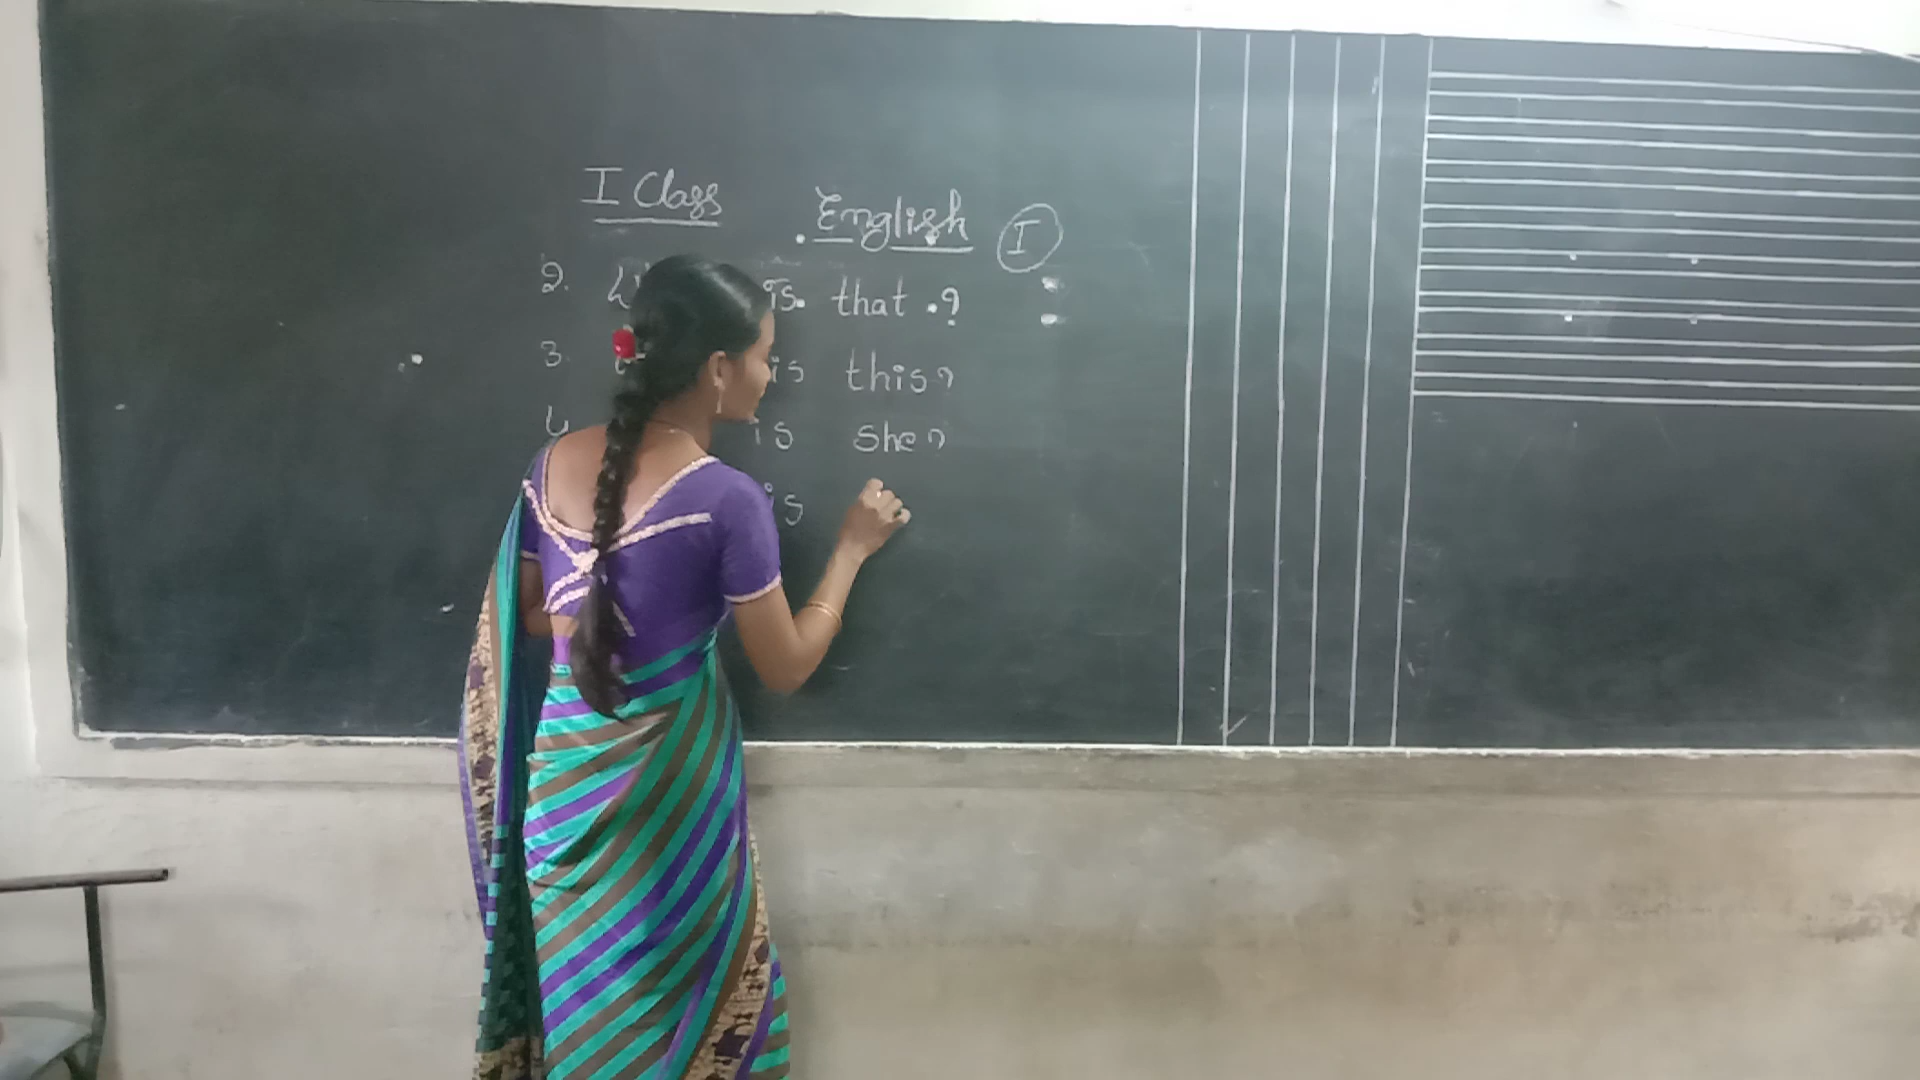 I Class
English I
2. is that ?
3. is this?
4 is she?
is